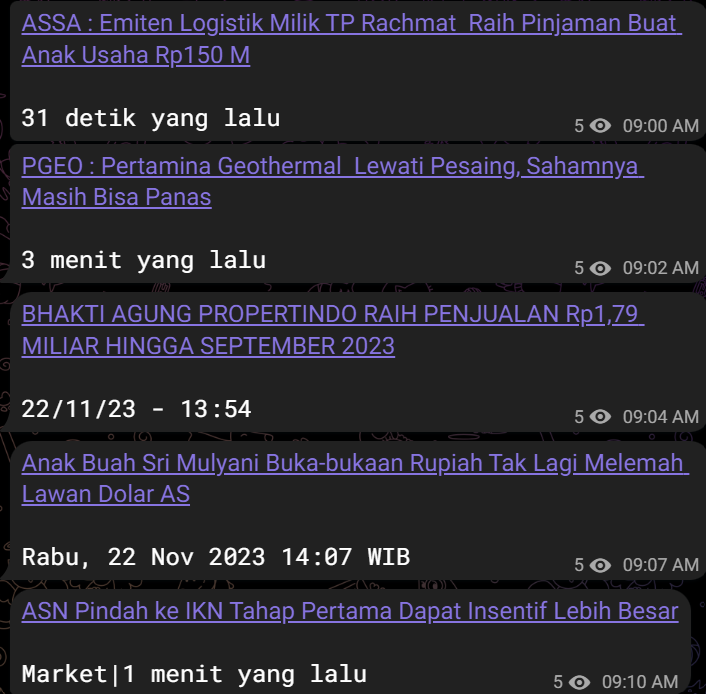 ASSA : Emiten Logistik Milik TP Rachmat  Raih Pinjaman Buat
Anak Usaha Rp150 M
31 detik yang lalu
5 09:00 AM
PGEO : Pertamina Geothermal  Lewati Pesaing, Sahamnya
Masih Bisa Panas
3 menit yang lalu
5 09:02 AM
BHAKTI AGUNG PROPERTINDO RAIH PENJUALAN Rp1,79
MILIAR HINGGA SEPTEMBER 2023
22/11/23 - 13:54
5 09:04 AM
Anak Buah Sri Mulyani Buka-bukaan Rupiah Tak Lagi Melemah
Lawan Dolar AS
Rabu, 22 Nov 2023 14:07 WIB
5 09:07 AM
ASN Pindah ke IKN Tahap Pertama Dapat Insentif Lebih Besar
Market|1 menit yang lalu
5 09:10 AM